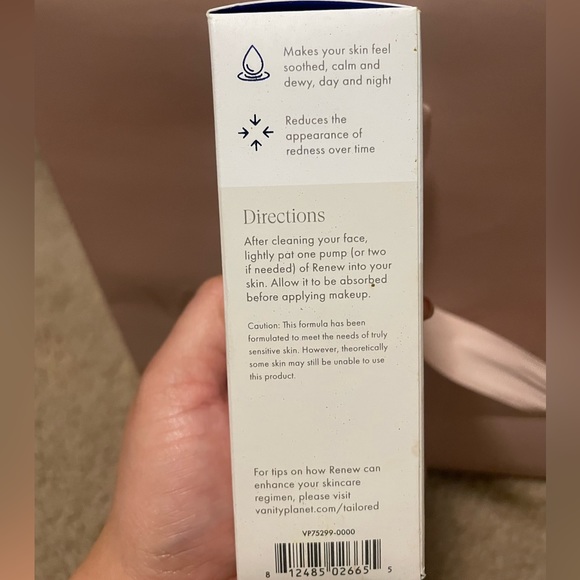 Makes your skin feel
soothed, calm and
dewy, day and night
Reduces the
appearance of
redness over time
Directions
After cleaning your face,
lightly pat one pump (or two
if needed) of Renew into your
skin. Allow it to be absorbed
before applying makeup.
Caution: This formula has been
formulated to meet the needs of truly
sensitive skin. However, theoretically
some skin may still be unable to use
this product.
For tips on how Renew can
enhance your skincare
regimen, please visit
vanityplanet.com/tailored
VP75299-0000
8 12485 02665 5